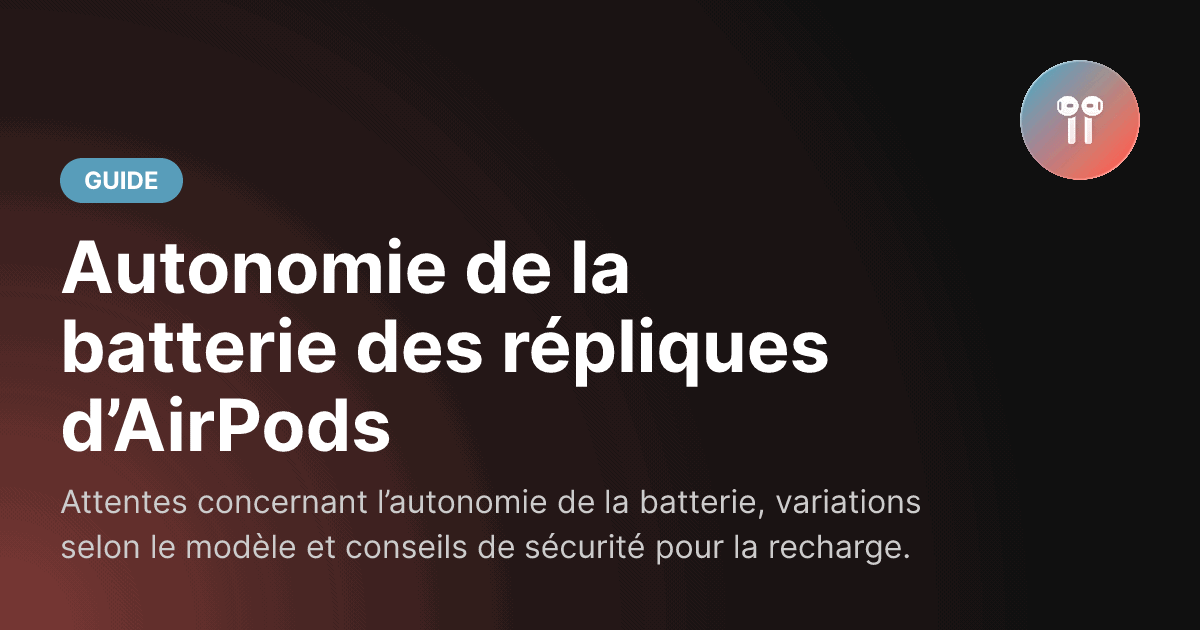 GUIDE
Autonomie de la
batterie des répliques
d’AirPods
Attentes concernant l’autonomie de la batterie, variations
selon le modèle et conseils de sécurité pour la recharge.